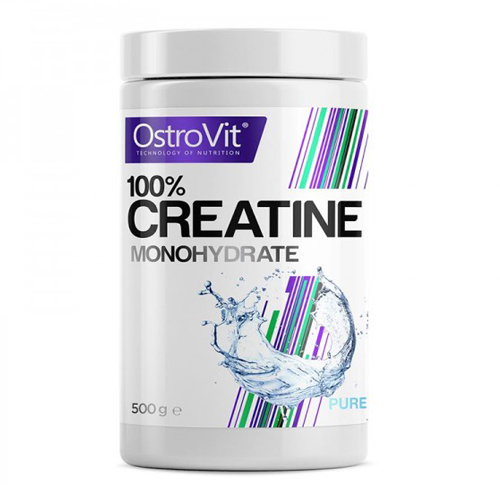 OstroVit®
TECHNOLOGY OF NUTRITION
100%
CREATINE
MONOHYDRATE
PURE
500 g ℮